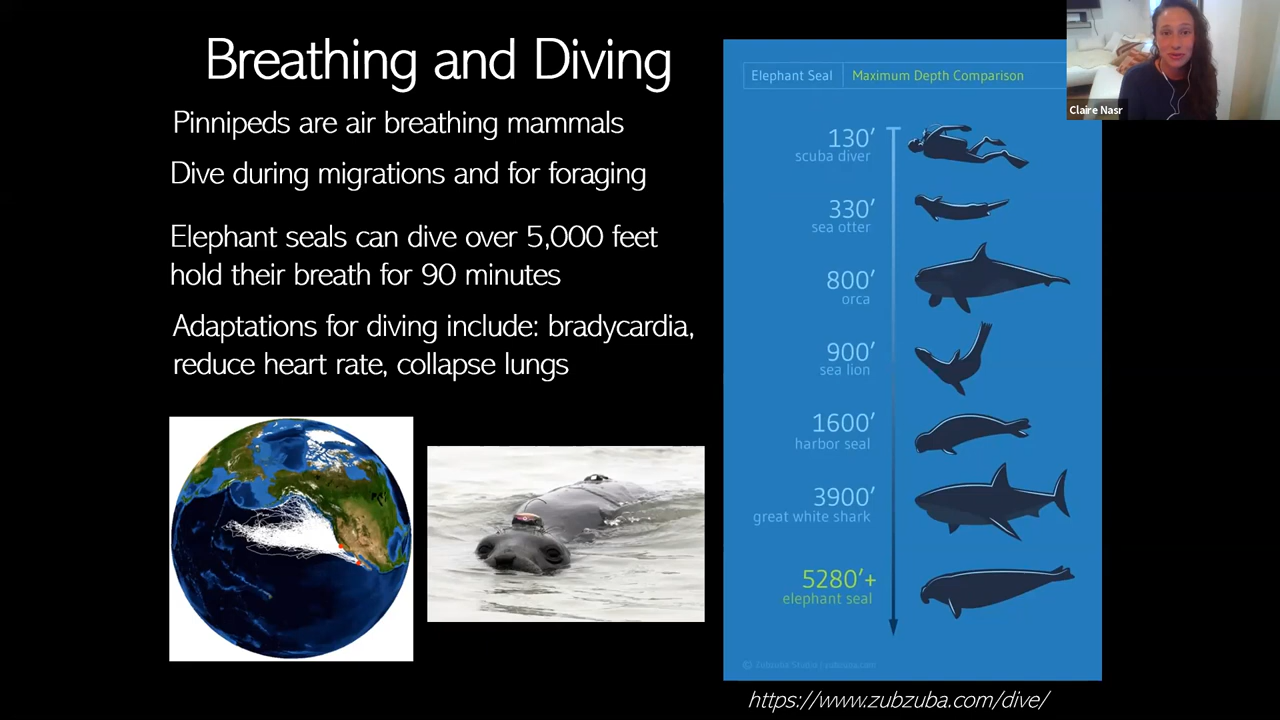 Breathing and Diving
Pinnipeds are air breathing mammals
Dive during migrations and for foraging
Elephant seals can dive over 5,000 feet
hold their breath for 90 minutes
Adaptations for diving include: bradycardia,
reduce heart rate, collapse lungs
Elephant Seal
Maximum Depth Comparison
130′
scuba diver
330′
sea otter
800′
orca
900′
sea lion
1600′
harbor seal
3900′
great white shark
5280′+
elephant seal
https://www.zubzuba.com/dive/
Claire Nasr